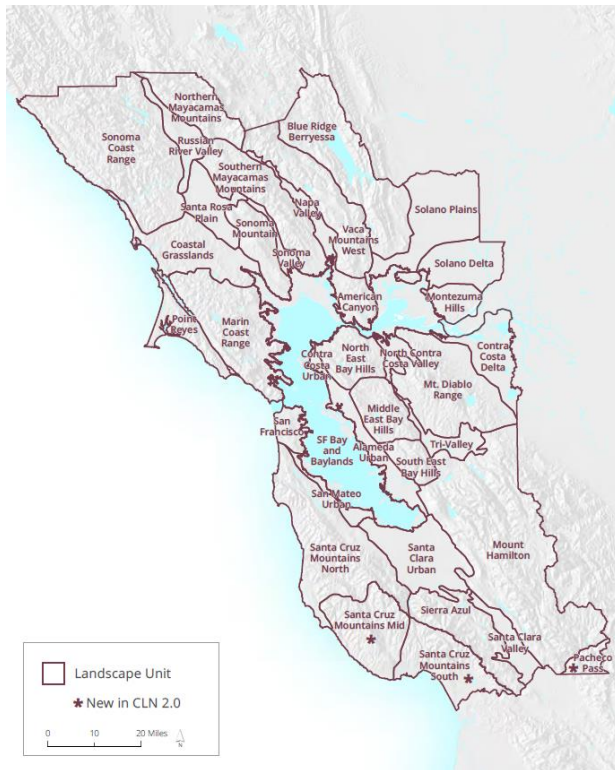 Northern
Mayacamas
Mountains
Sonoma
Coast
Range
Blue Ridge
Berryessa
Russian
River Valley
Southern
Mayacamas
Mountains
Napa
Valley
Solano Plains
Santa Rosa
Plain
Sonoma
Mountain
Vaca
Mountains
West
Coastal
Grasslands
Sonoma
Valley
Solano Delta
American
Canyon
Montezuma
Hills
Point
Reyes
Marin
Coast
Range
Contra
Costa
Urban
North
East
Bay Hills
North Contra
Costa Valley
Contra
Costa
Delta
Mt. Diablo
Range
San
Francisco
SF Bay
and
Baylands
Middle
East Bay
Hills
Alameda
Urban
Tri-Valley
South East
Bay Hills
San Mateo
Urban
Santa Cruz
Mountains
North
Santa
Clara
Urban
Mount
Hamilton
Santa Cruz
Mountains Mid
*
Sierra Azul
Santa Clara
Valley
Santa Cruz
Mountains
South *
Pacheco
* Pass
Landscape Unit
* New in CLN 2.0
0 10 20 Miles
N